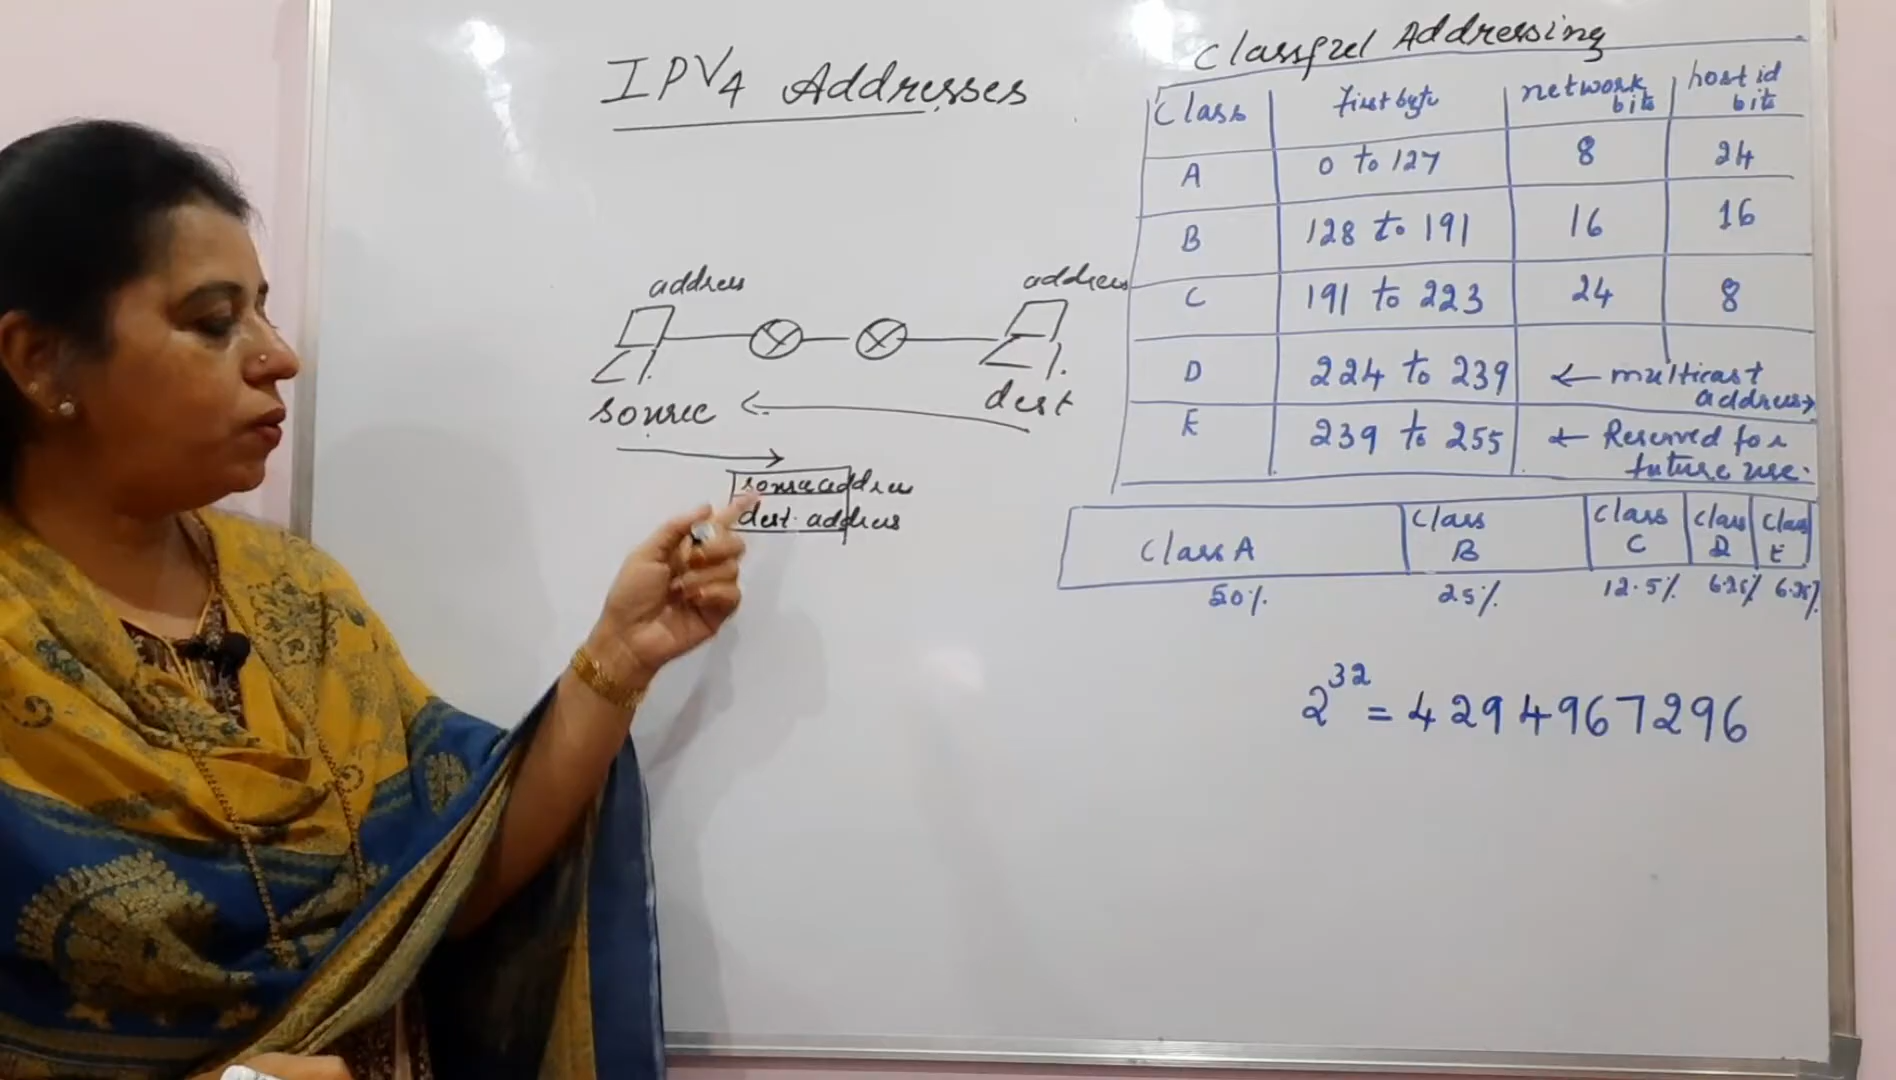 IPV4 Addresses
address
address
source
dest
source address
dest. address
Classful Addressing
Class First byte network bits host id bits
A 0 to 127 8 24
B 128 to 191 16 16
C 191 to 223 24 8
D 224 to 239 ← multicast address
E 239 to 255 ← Reserved for future use.
Class A Class B Class C Class D Class E
50% 25% 12.5% 6.25% 6.25%
2^32 = 4294967296